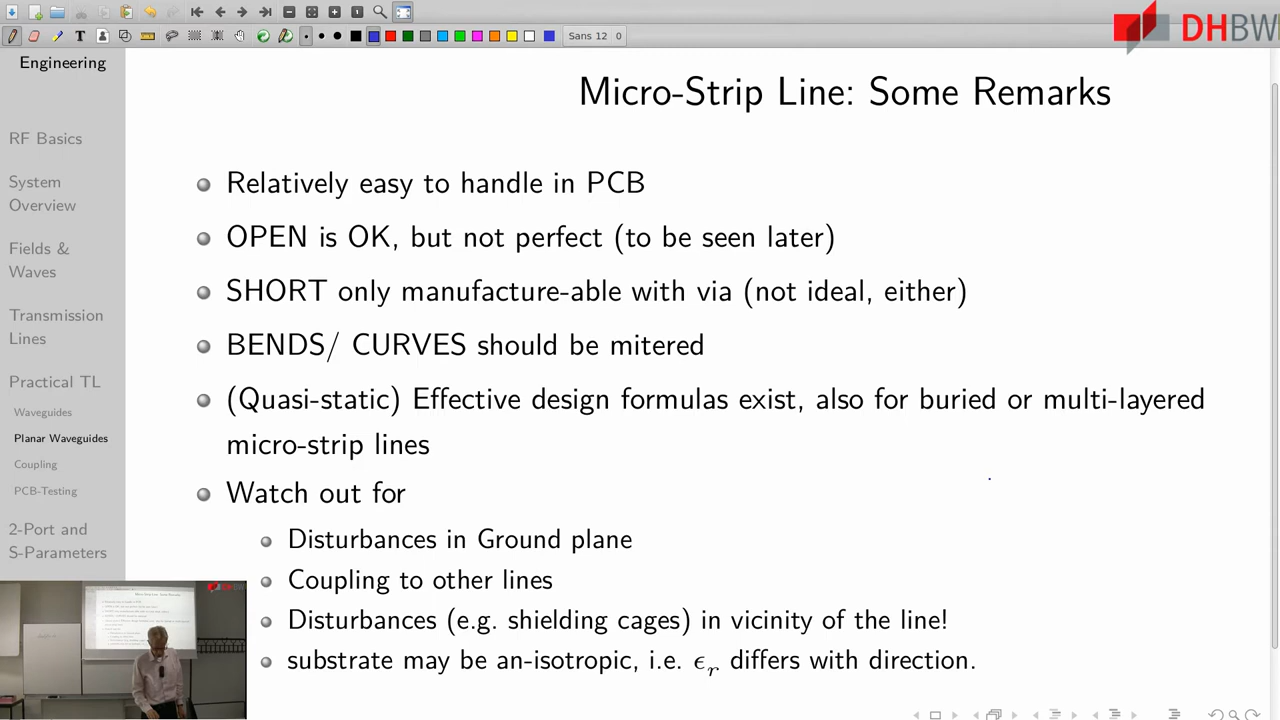 Sans 12 0
DHBW
Engineering
Micro-Strip Line: Some Remarks
RF Basics
System
Overview
Fields &
Waves
Transmission
Lines
Practical TL
Waveguides
Planar Waveguides
Coupling
PCB-Testing
2-Port and
S-Parameters
Relatively easy to handle in PCB
OPEN is OK, but not perfect (to be seen later)
SHORT only manufacture-able with via (not ideal, either)
BENDS/ CURVES should be mitered
(Quasi-static) Effective design formulas exist, also for buried or multi-layered
micro-strip lines
Watch out for
Disturbances in Ground plane
Coupling to other lines
Disturbances (e.g. shielding cages) in vicinity of the line!
substrate may be an-isotropic, i.e. ϵr differs with direction.